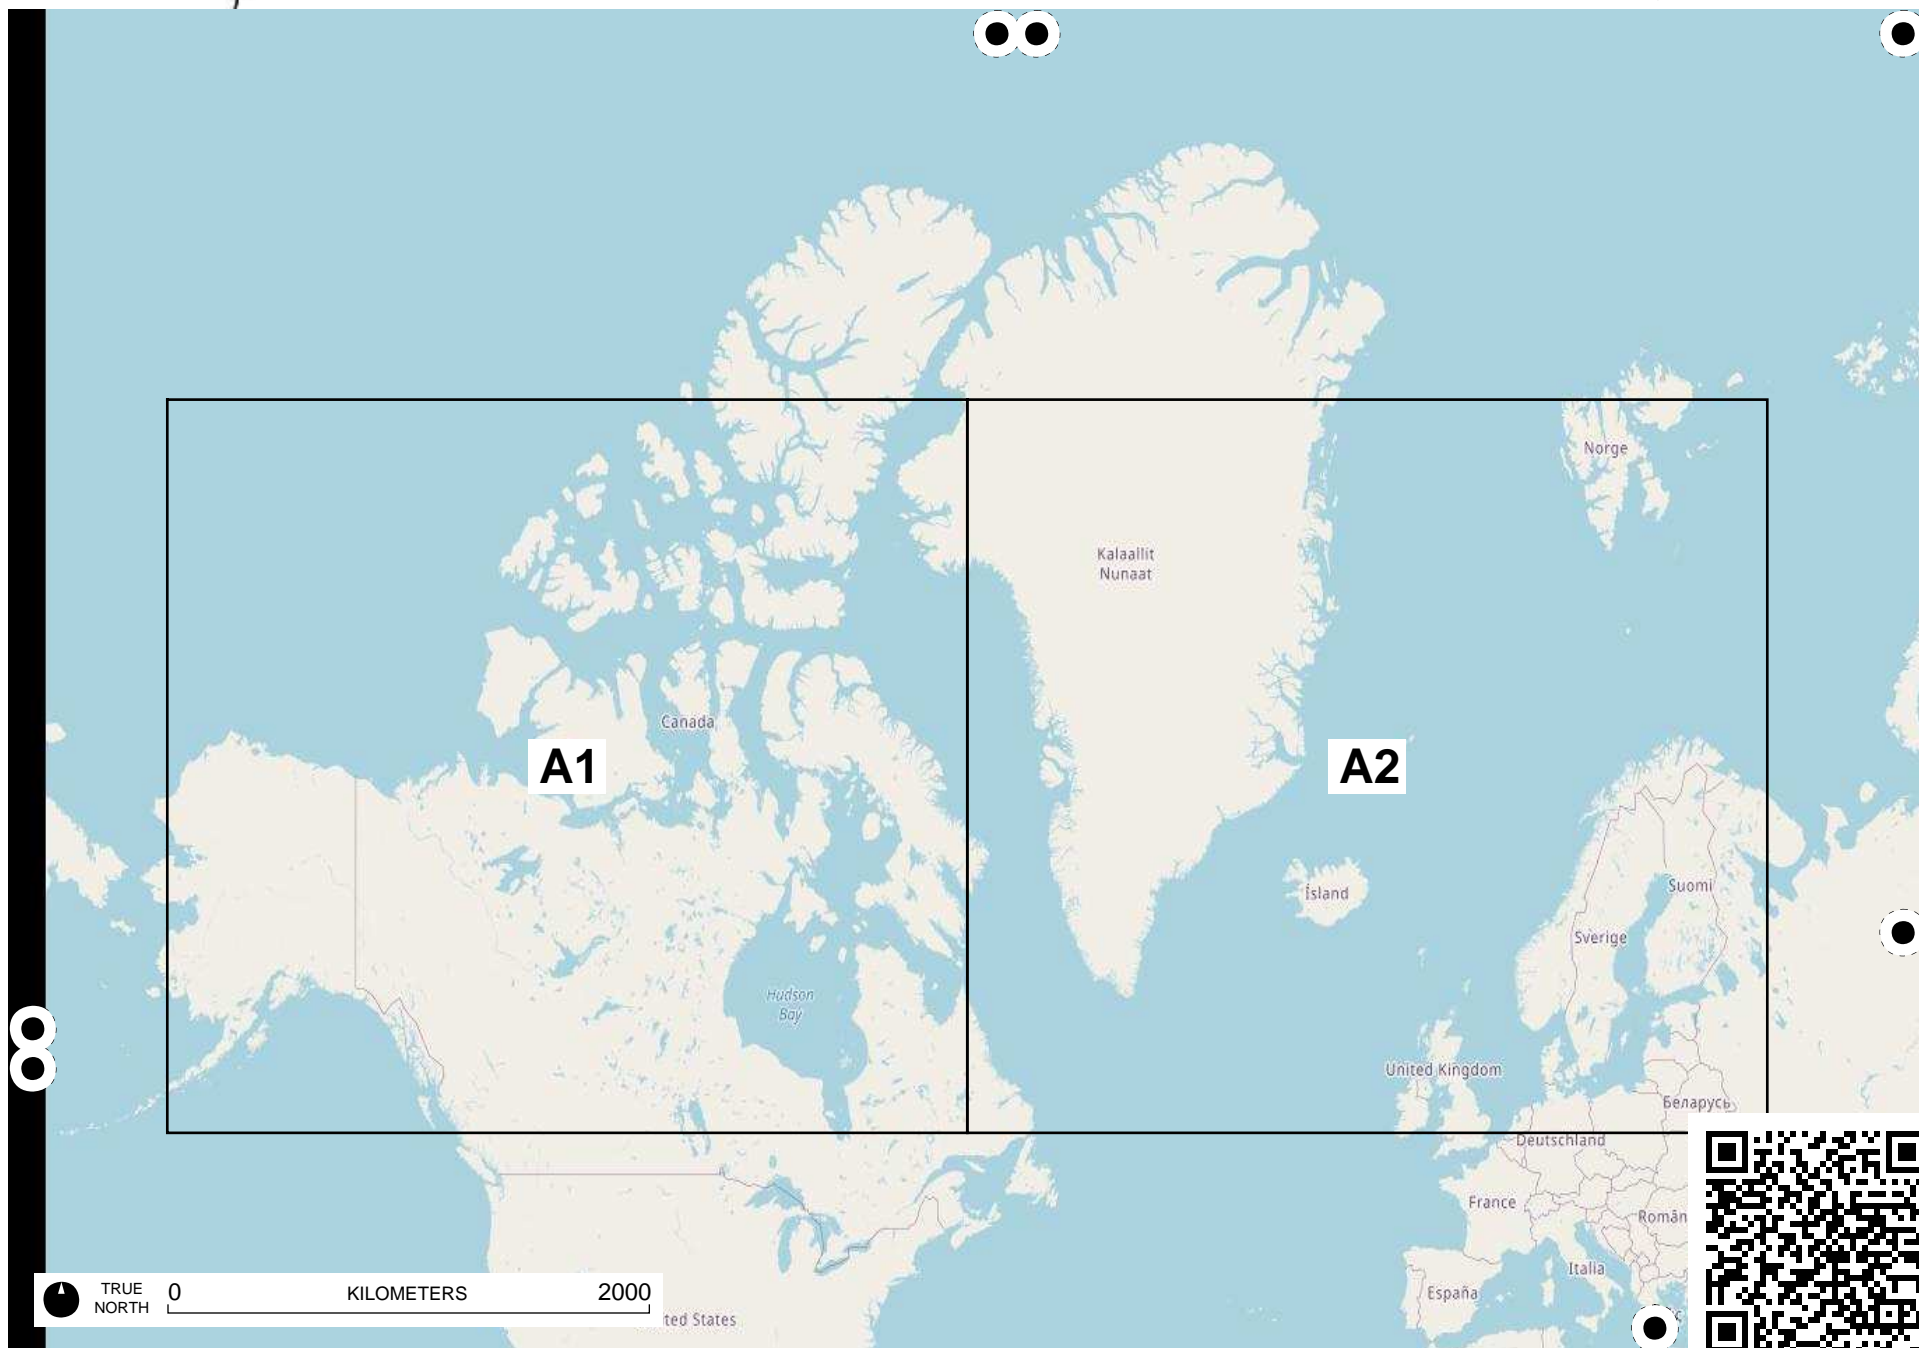 Norge
Kalaallit
Nunaat
Canada
A1
A2
Ísland
Suomi
Sverige
Hudson
Bay
United Kingdom
Беларусь
Deutschland
France
Român
Italia
España
TRUE
NORTH
0
KILOMETERS
2000
ted States